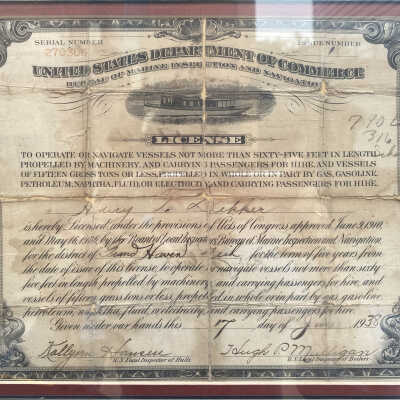 SERIAL NUMBER
ISSUE NUMBER
UNITED STATES DEPARTMENT OF COMMERCE
BUREAU OF MARINE INSPECTION AND NAVIGATION
LICENSE
TO OPERATE OR NAVIGATE VESSELS NOT MORE THAN SIXTY-FIVE FEET IN LENGTH
PROPELLED BY MACHINERY, AND CARRYING PASSENGERS FOR HIRE, AND VESSELS
OF FIFTEEN GROSS TONS OR LESS, PROPELLED IN WHOLE OR IN PART BY GAS, GASOLINE,
PETROLEUM, NAPHTHA, FLUID, OR ELECTRICITY, AND CARRYING PASSENGERS FOR HIRE.
is hereby Licensed under the provisions of Acts of Congress approved June 9, 1910,
and May 16, 1936, by the Board of Local Inspectors, Bureau of Marine Inspection and Navigation,
for the district of Grand Haven, Mich for the term of five years from
the date of issue of this license, to operate or navigate vessels not more than sixty
five feet in length propelled by machinery, and carrying passengers for hire, and
vessels of fifteen gross tons or less, propelled in whole or in part by gas, gasoline,
petroleum, naphtha, fluid, or electricity, and carrying passengers for hire.
Given under our hands this 7 day of 1938
Hugh P.
U.S. Local Inspector of Hulls
U.S. Local Inspector of Boilers